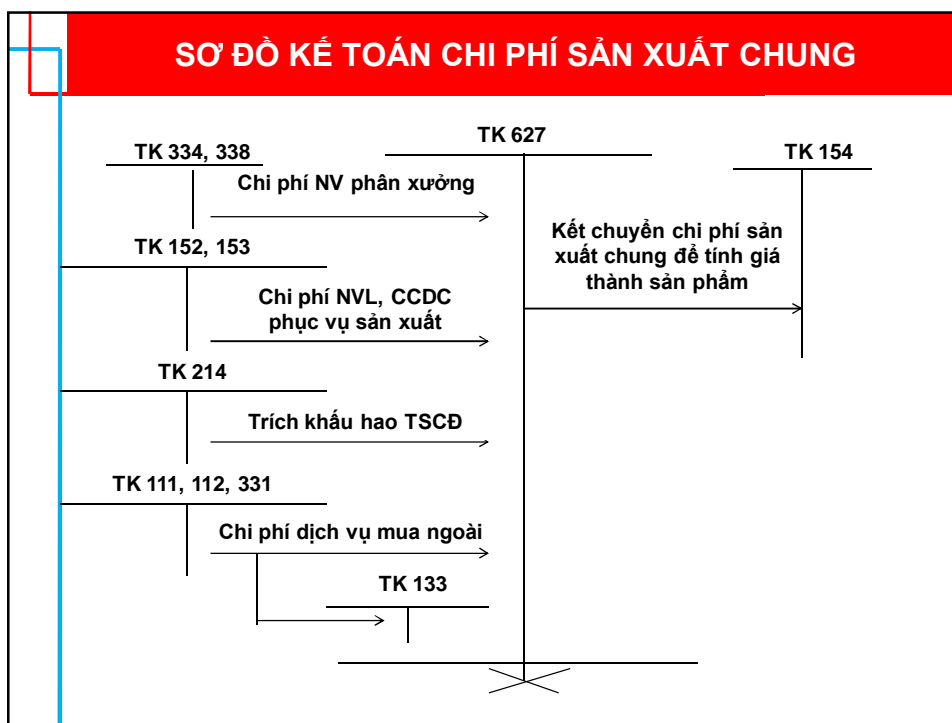 SƠ ĐỒ KẾ TOÁN CHI PHÍ SẢN XUẤT CHUNG
TK 334, 338
TK 627
TK 154
Chi phí NV phân xưởng
Kết chuyển chi phí sản
xuất chung để tính giá
thành sản phẩm
TK 152, 153
Chi phí NVL, CCDC
phục vụ sản xuất
TK 214
Trích khấu hao TSCĐ
TK 111, 112, 331
Chi phí dịch vụ mua ngoài
TK 133